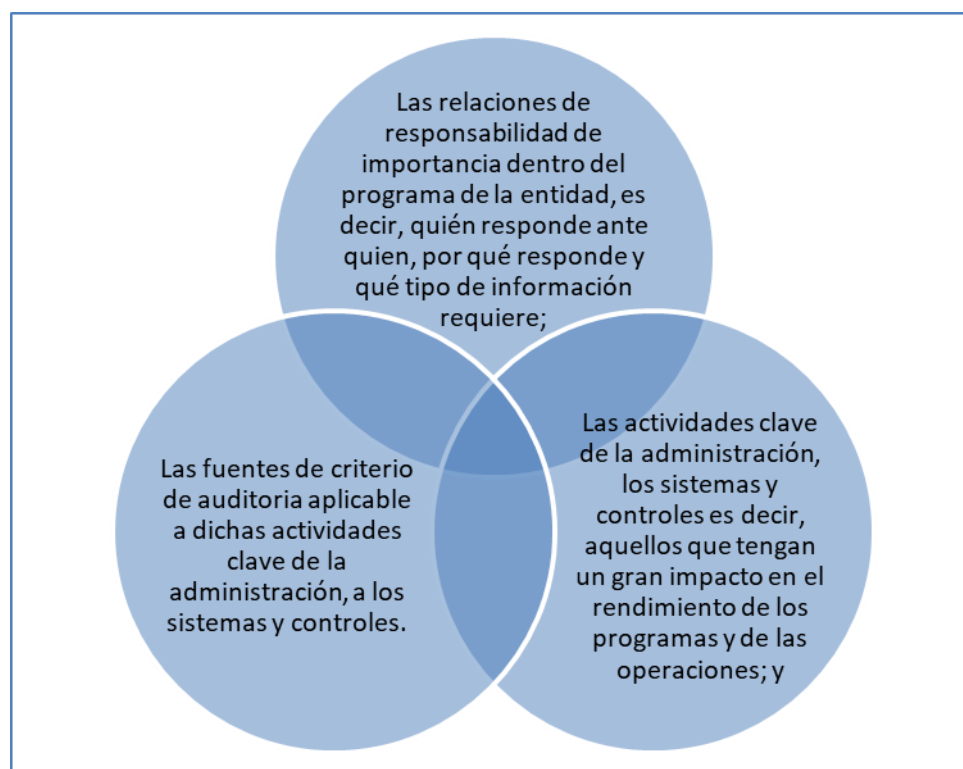 Las relaciones de
responsabilidad de
importancia dentro del
programa de la entidad, es
decir, quién responde ante
quien, por qué responde y
qué tipo de información
requiere;
Las actividades clave
de la administración,
los sistemas y
controles es decir,
aquellos que tengan
un gran impacto en el
rendimiento de los
programas y de las
operaciones; y
Las fuentes de criterio
de auditoria aplicable
a dichas actividades
clave de la
administración, a los
sistemas y controles.